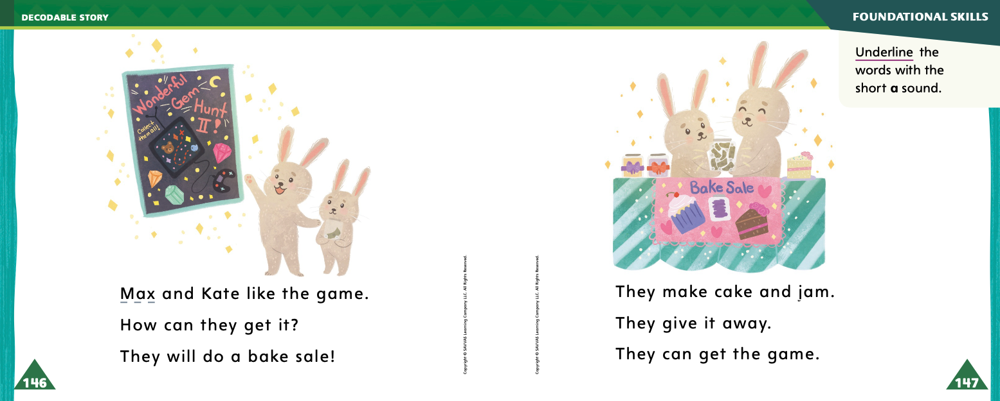 DECODABLE STORY
Wonderful
Gem
Hunt
II!
Collect
them all!
Max and Kate like the game.
How can they get it?
They will do a bake sale!
146
Copyright © SAVVAS Learning Company LLC. All Rights Reserved.
FOUNDATIONAL SKILLS
Underline the
words with the
short a sound.
Bake Sale
They make cake and jam.
They give it away.
They can get the game.
Copyright © SAVVAS Learning Company LLC. All Rights Reserved.
147